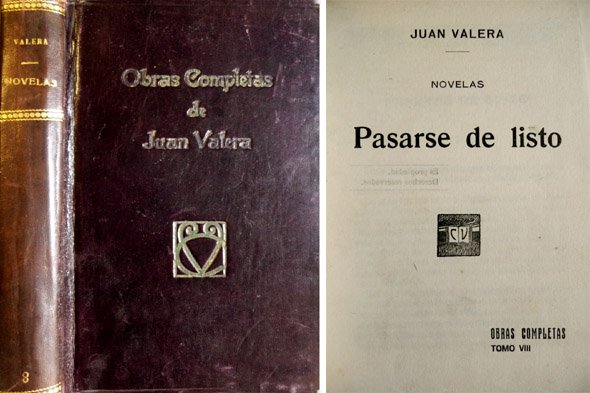 VALERA
NOVELAS
8
Obras Completas
de
Juan Valera
JUAN VALERA
NOVELAS
Pasarse de listo
Es propiedad.
Derechos reservados.
CV
OBRAS COMPLETAS
TOMO VIII